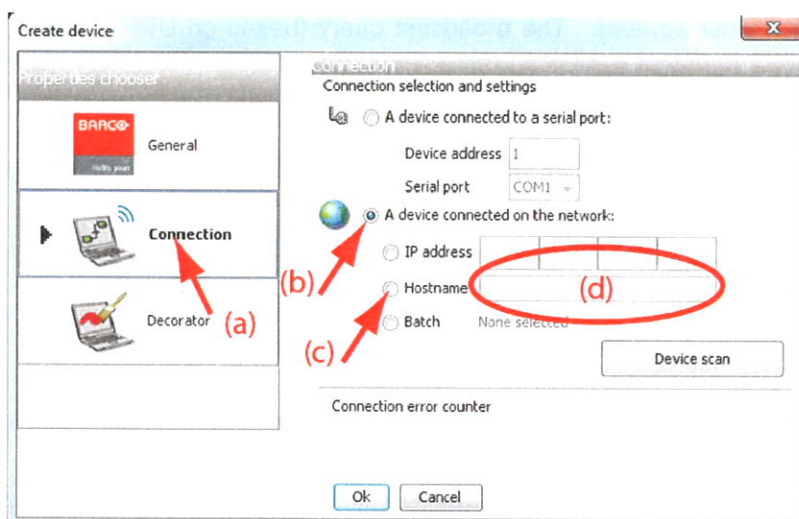 Create device
Properties chooser
BARCO
General
Connection
(a)
Decorator
Connection
Connection selection and settings
A device connected to a serial port:
Device address 1
Serial port COM1
A device connected on the network:
(b)
IP address
Hostname
(d)
(c)
Batch None selected
Device scan
Connection error counter
Ok Cancel